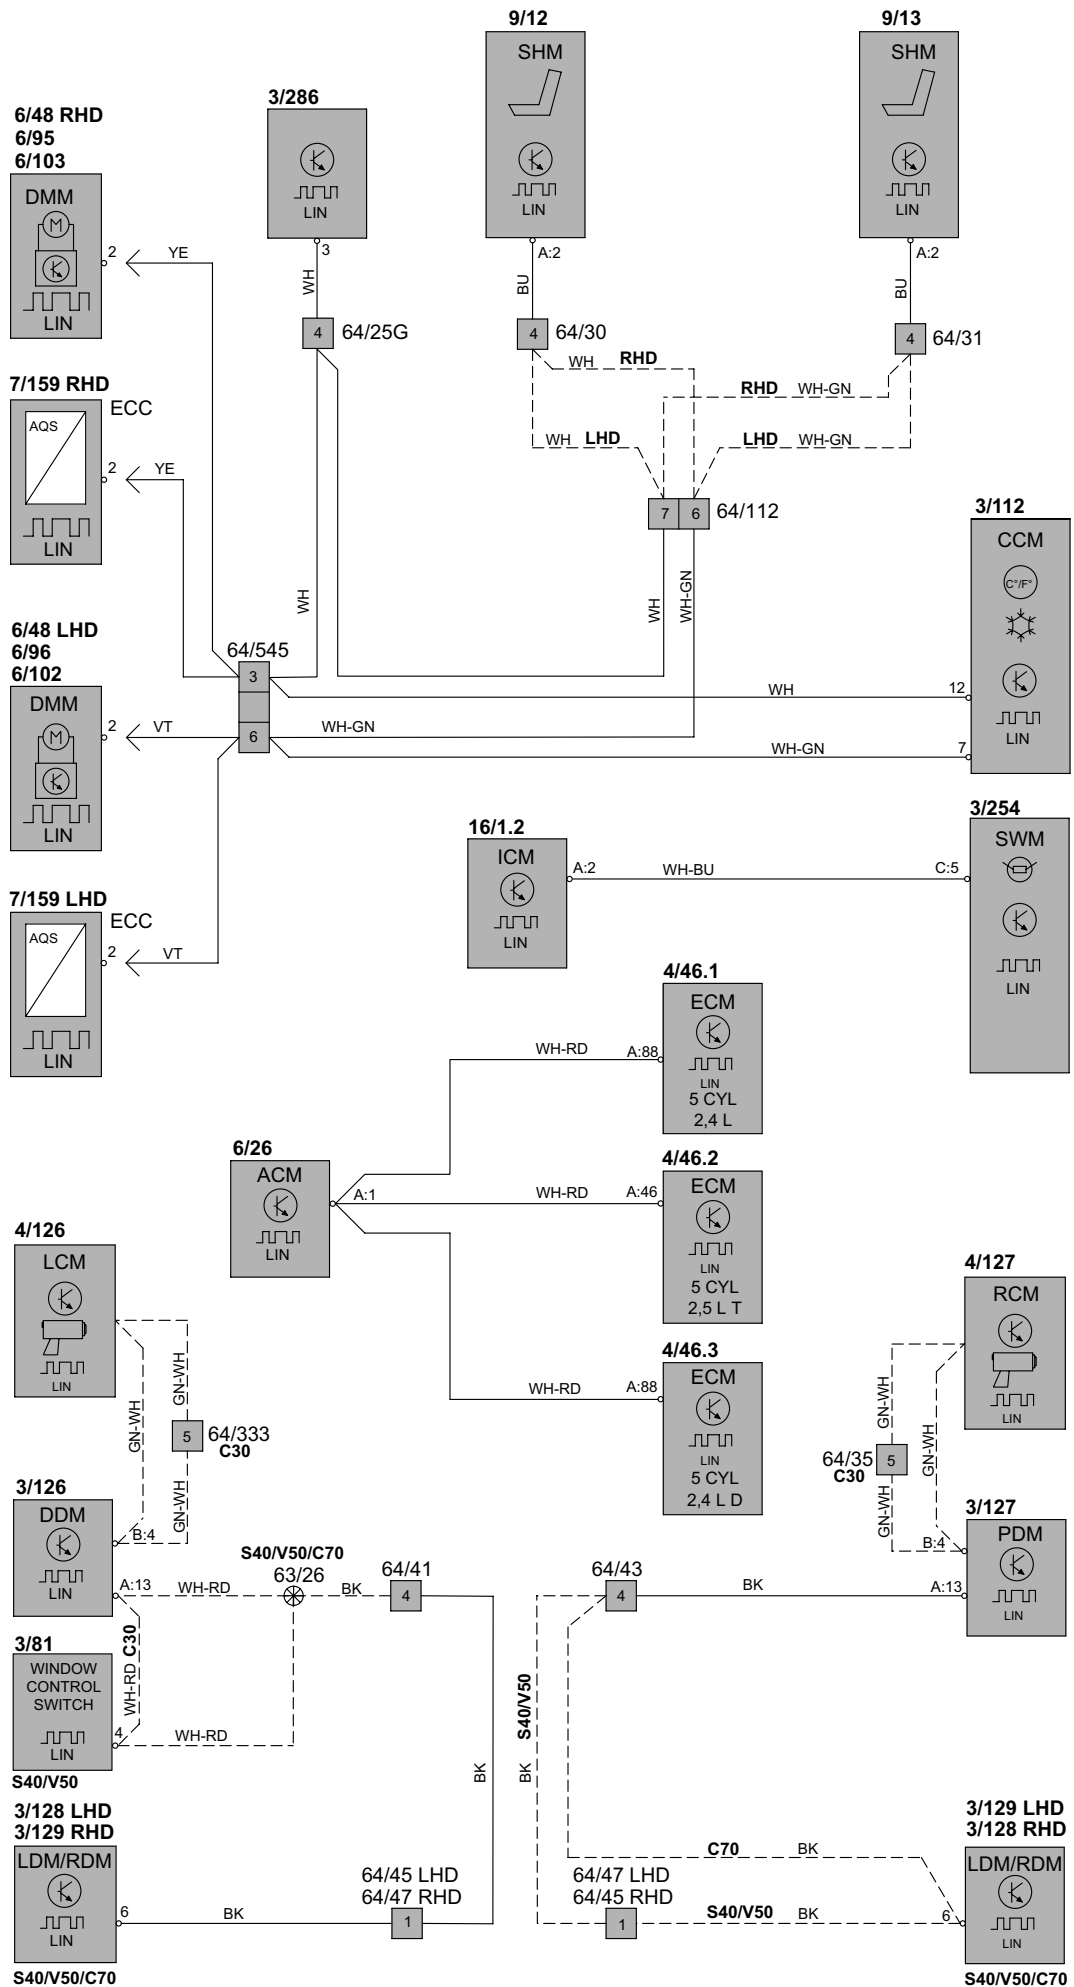 9/12
SHM
LIN
A:2
BU
4
64/30
9/13
SHM
LIN
A:2
BU
4
64/31
3/286
LIN
3
WH
4
64/25G
WH
6/48 RHD
6/95
6/103
DMM
M
LIN
2
YE
7/159 RHD
ECC
AQS
LIN
2
YE
WH RHD
RHD WH-GN
WH LHD
LHD WH-GN
7
6
64/112
WH
WH-GN
3/112
CCM
C°/F°
LIN
12
7
6/48 LHD
6/96
6/102
DMM
M
LIN
2
VT
64/545
3
6
WH
WH-GN
WH-GN
7/159 LHD
ECC
AQS
LIN
2
VT
16/1.2
ICM
LIN
A:2
WH-BU
C:5
3/254
SWM
LIN
4/46.1
ECM
LIN
5 CYL
2,4 L
WH-RD
A:88
6/26
ACM
LIN
A:1
4/46.2
ECM
LIN
5 CYL
2,5 L T
WH-RD
A:46
4/46.3
ECM
LIN
5 CYL
2,4 L D
WH-RD
A:88
4/126
LCM
LIN
GN-WH
GN-WH
5
64/333
C30
GN-WH
4/127
RCM
LIN
GN-WH
GN-WH
64/35
C30
5
GN-WH
3/126
DDM
LIN
B:4
A:13
WH-RD
S40/V50/C70
63/26
BK
64/41
4
64/43
4
BK
3/127
PDM
LIN
B:4
A:13
3/81
WINDOW
CONTROL
SWITCH
LIN
S40/V50
4
WH-RD C30
WH-RD
BK
BK S40/V50
3/128 LHD
3/129 RHD
LDM/RDM
LIN
S40/V50/C70
6
BK
64/45 LHD
64/47 RHD
1
64/47 LHD
64/45 RHD
1
C70 BK
S40/V50 BK
6
3/129 LHD
3/128 RHD
LDM/RDM
LIN
S40/V50/C70